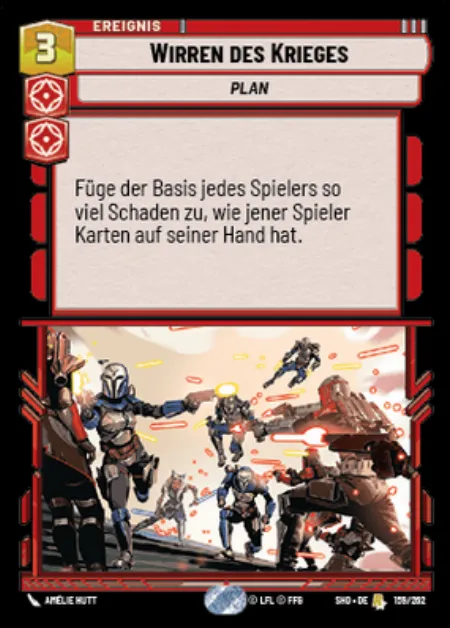 EREIGNIS
3
WIRREN DES KRIEGES
PLAN
Füge der Basis jedes Spielers so
viel Schaden zu, wie jener Spieler
Karten auf seiner Hand hat.
AMÉLIE HUTT
© LFL © FFG
SHD • DE
156/262